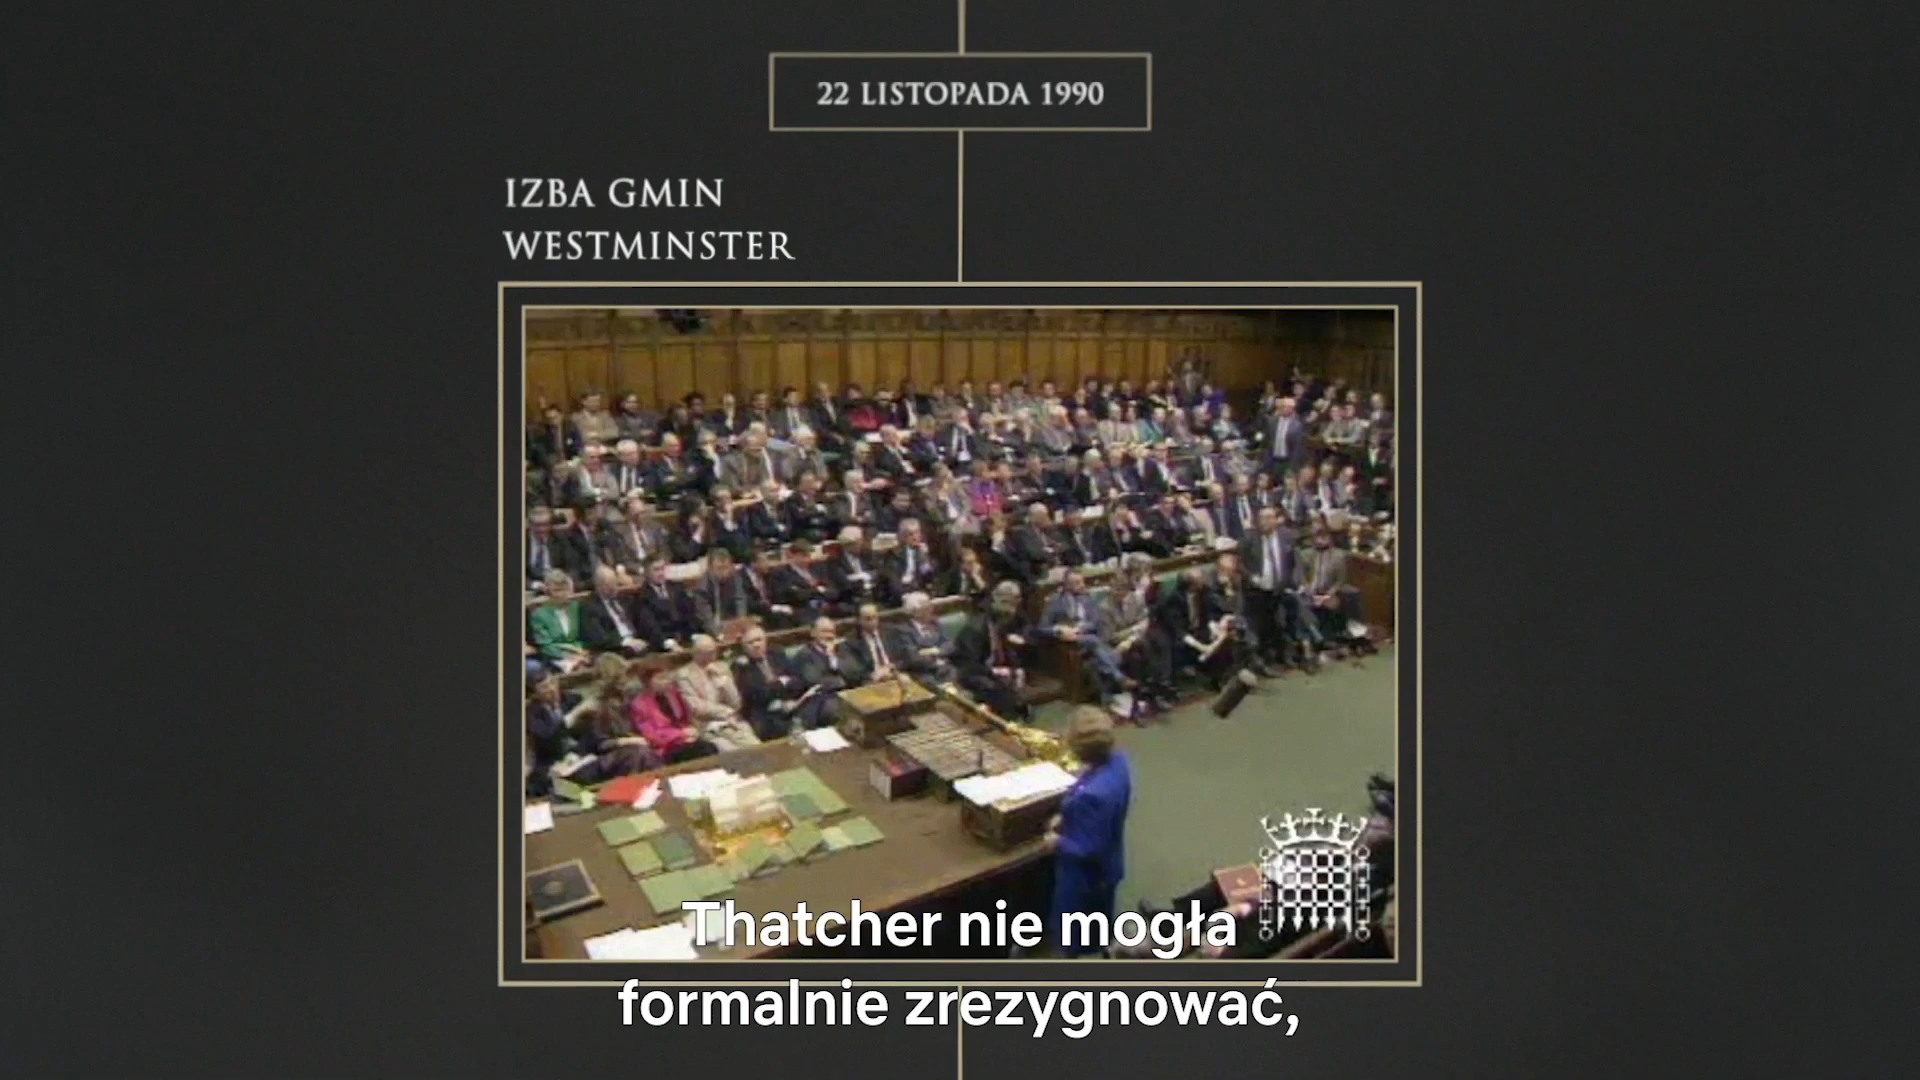 22 LISTOPADA 1990
IZBA GMIN
WESTMINSTER
Thatcher nie mogła
formalnie zrezygnować,